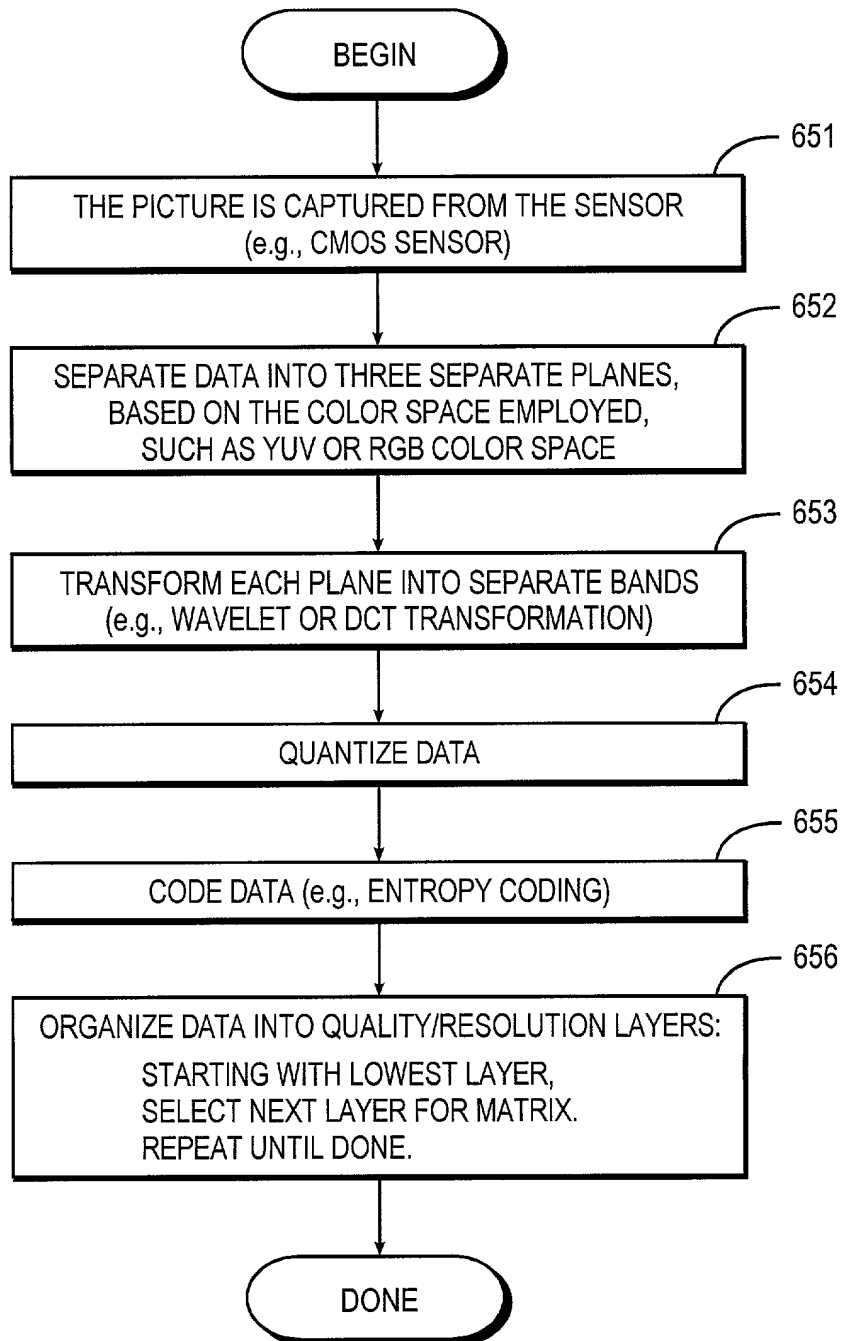 BEGIN
651
THE PICTURE IS CAPTURED FROM THE SENSOR
(e.g., CMOS SENSOR)
652
SEPARATE DATA INTO THREE SEPARATE PLANES,
BASED ON THE COLOR SPACE EMPLOYED,
SUCH AS YUV OR RGB COLOR SPACE
653
TRANSFORM EACH PLANE INTO SEPARATE BANDS
(e.g., WAVELET OR DCT TRANSFORMATION)
654
QUANTIZE DATA
655
CODE DATA (e.g., ENTROPY CODING)
656
ORGANIZE DATA INTO QUALITY/RESOLUTION LAYERS:
STARTING WITH LOWEST LAYER,
SELECT NEXT LAYER FOR MATRIX.
REPEAT UNTIL DONE.
DONE